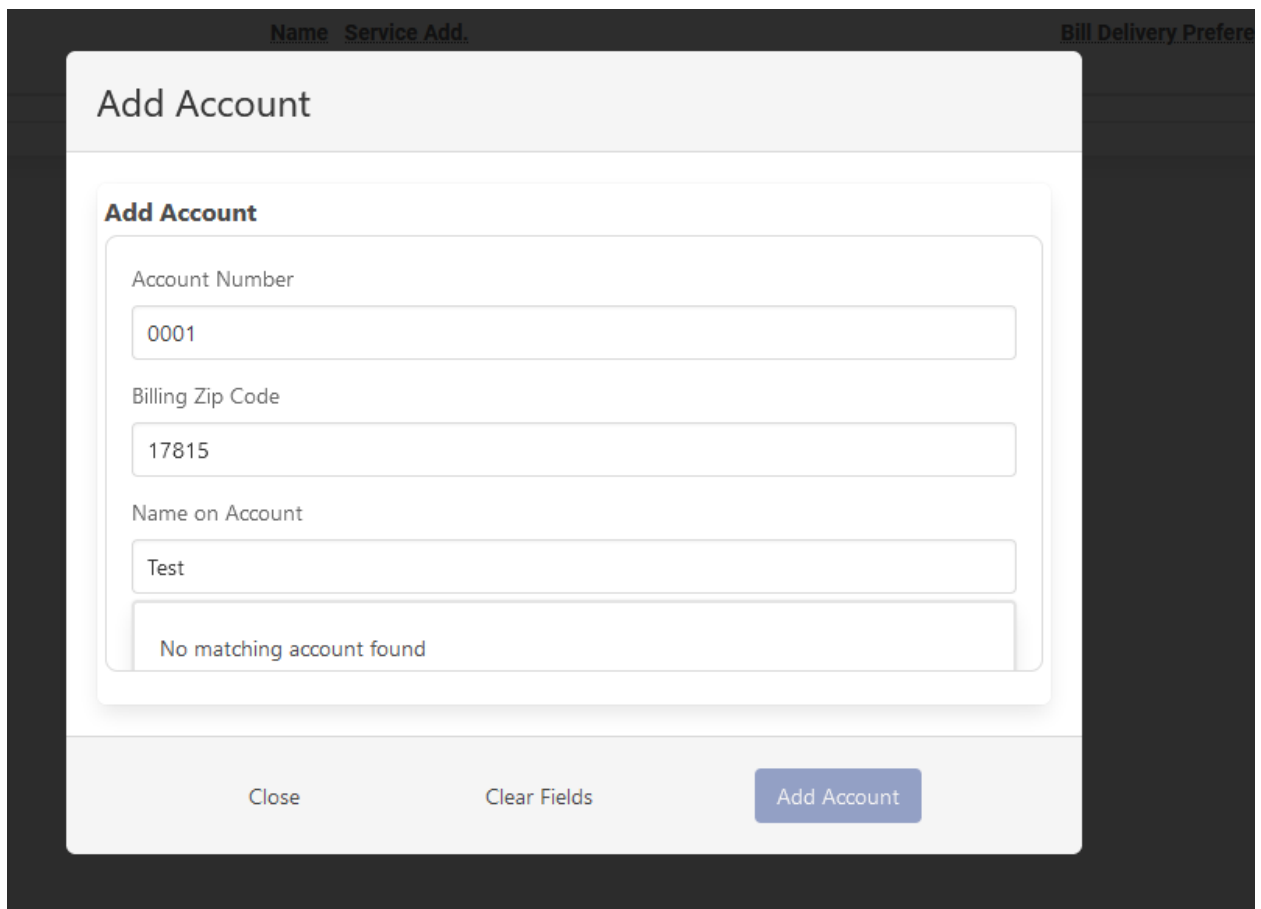 Name Service Add. Bill Delivery Prefere
Add Account
Add Account
Account Number
0001
Billing Zip Code
17815
Name on Account
Test
No matching account found
Close Clear Fields Add Account